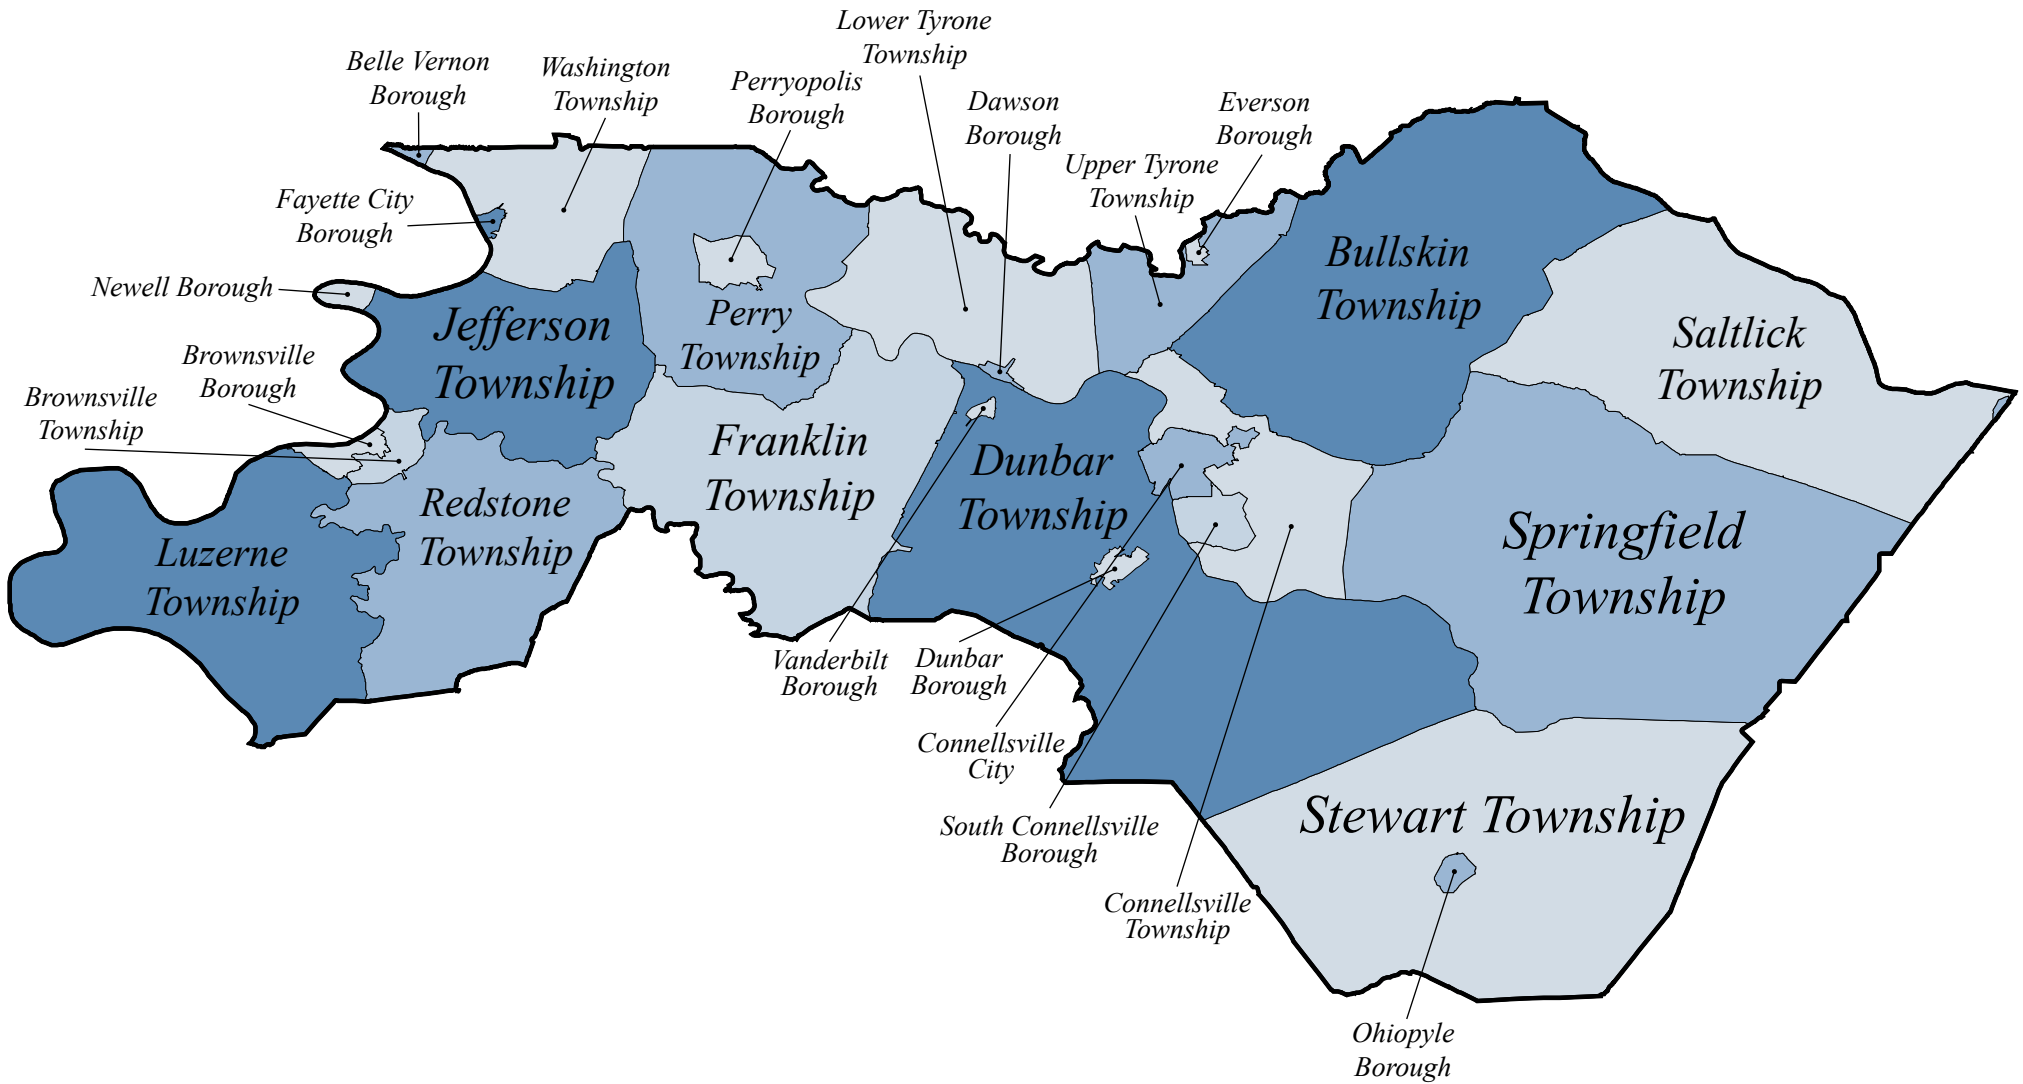 Lower Tyrone
Township
Belle Vernon
Borough
Washington
Township
Perryopolis
Borough
Dawson
Borough
Everson
Borough
Upper Tyrone
Township
Fayette City
Borough
Newell Borough
Bullskin
Township
Jefferson
Township
Perry
Township
Saltlick
Township
Brownsville
Borough
Brownsville
Township
Franklin
Township
Dunbar
Township
Redstone
Township
Luzerne
Township
Springfield
Township
Vanderbilt
Borough
Dunbar
Borough
Connellsville
City
South Connellsville
Borough
Stewart Township
Connellsville
Township
Ohiopyle
Borough